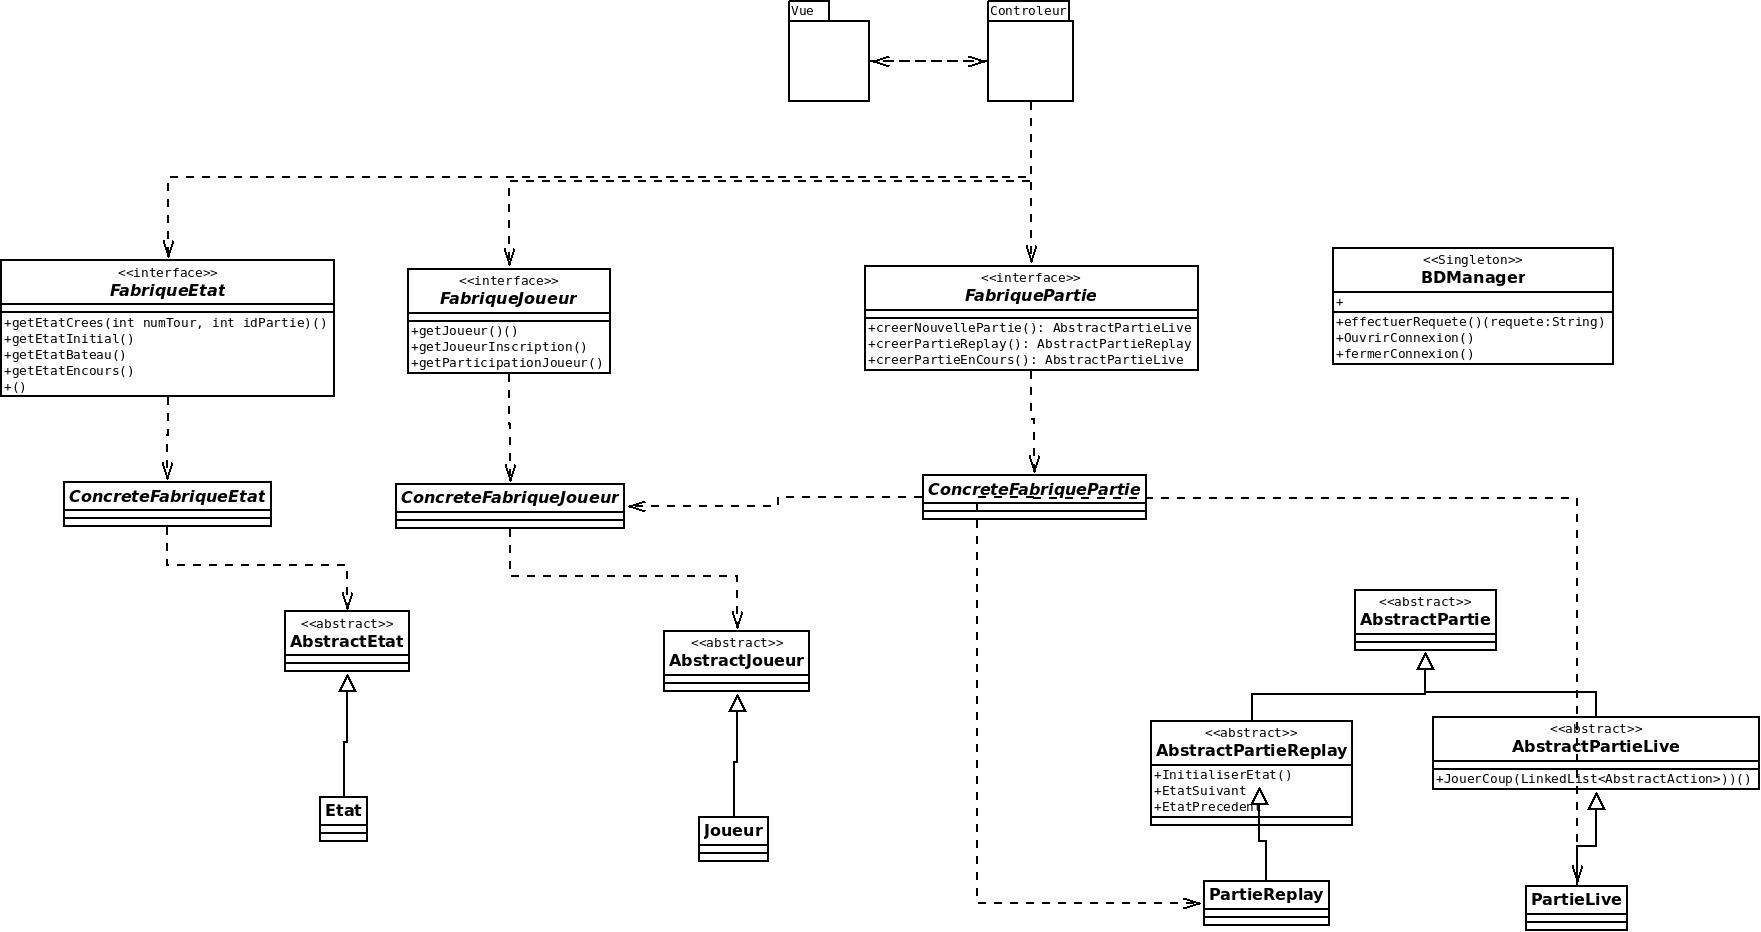 Vue
Controleur
<<interface>>
FabriqueEtat
+getEtatCrees(int numTour, int idPartie)()
+getEtatInitial()
+getEtatBateau()
+getEtatEncours()
+()
<<interface>>
FabriqueJoueur
+getJoueur()()
+getJoueurInscription()
+getParticipationJoueur()
<<interface>>
FabriquePartie
+creerNouvellePartie(): AbstractPartieLive
+creerPartieReplay(): AbstractPartieReplay
+creerPartieEnCours(): AbstractPartieLive
<<Singleton>>
BDManager
+
+effectuerRequete()(requete:String)
+OuvrirConnexion()
+fermerConnexion()
ConcreteFabriqueEtat
ConcreteFabriqueJoueur
ConcreteFabriquePartie
<<abstract>>
AbstractEtat
<<abstract>>
AbstractJoueur
<<abstract>>
AbstractPartie
<<abstract>>
AbstractPartieReplay
+InitialiserEtat()
+EtatSuivant
+EtatPrecedent
<<abstract>>
AbstractPartieLive
+JouerCoup(LinkedList<AbstractAction>))()
Etat
Joueur
PartieReplay
PartieLive